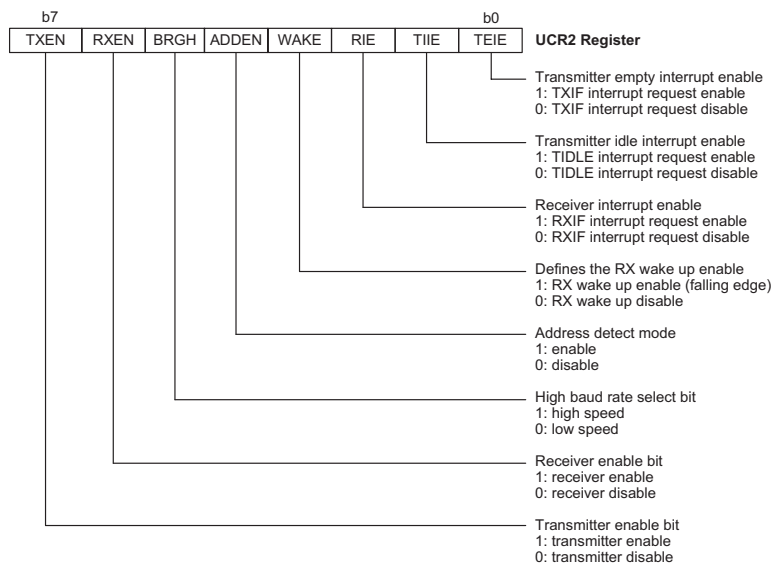 b7 b0
TXEN RXEN BRGH ADDEN WAKE RIE TIIE TEIE UCR2 Register
Transmitter empty interrupt enable
1: TXIF interrupt request enable
0: TXIF interrupt request disable
Transmitter idle interrupt enable
1: TIDLE interrupt request enable
0: TIDLE interrupt request disable
Receiver interrupt enable
1: RXIF interrupt request enable
0: RXIF interrupt request disable
Defines the RX wake up enable
1: RX wake up enable (falling edge)
0: RX wake up disable
Address detect mode
1: enable
0: disable
High baud rate select bit
1: high speed
0: low speed
Receiver enable bit
1: receiver enable
0: receiver disable
Transmitter enable bit
1: transmitter enable
0: transmitter disable